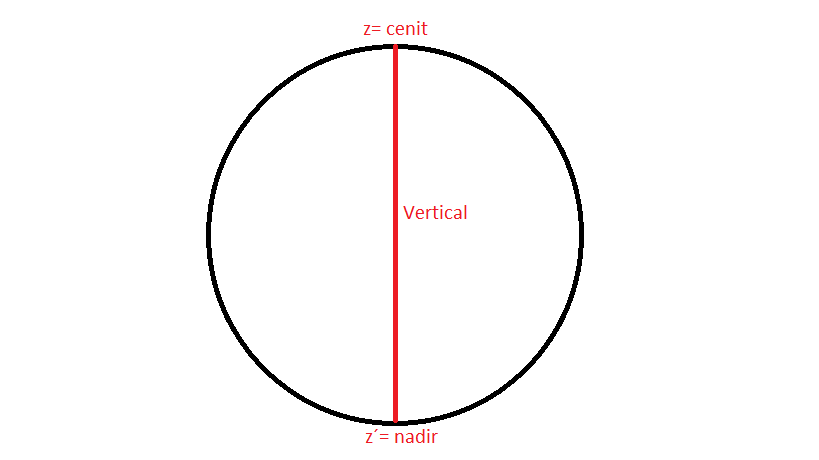 z= cenit
Vertical
z´= nadir